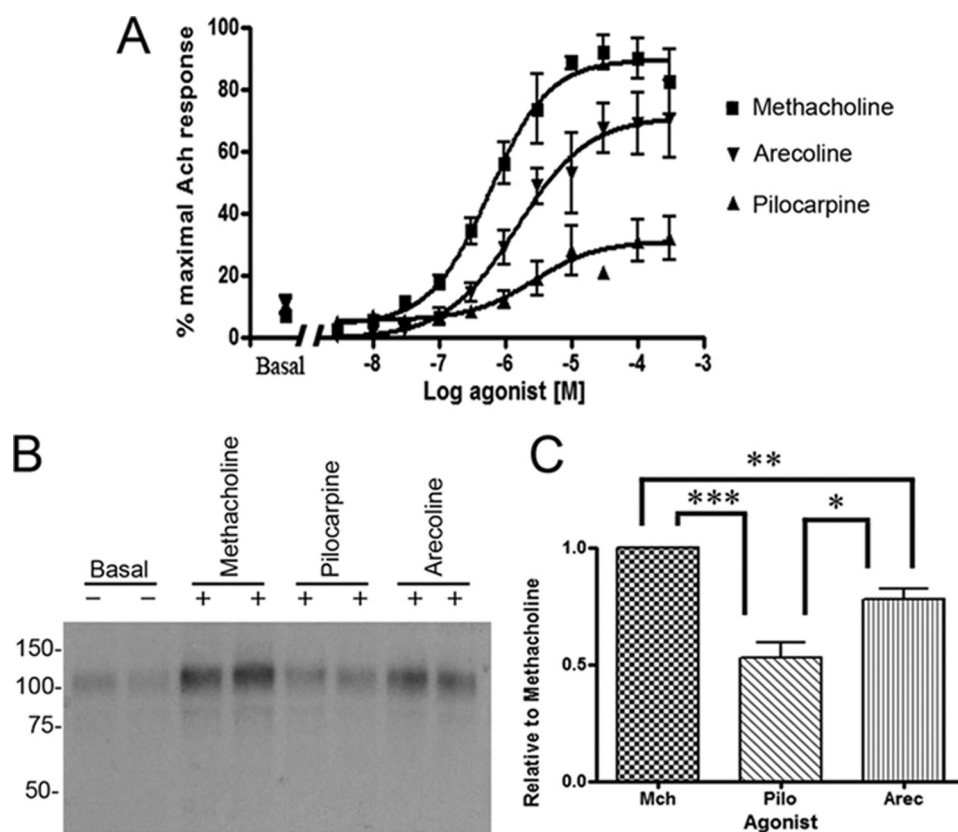 A
% maximal Ach response
100
80
60
40
20
0
Basal
-8
-7
-6
-5
-4
-3
Log agonist [M]
Methacholine
Arecoline
Pilocarpine
B
Basal
Methacholine
Pilocarpine
Arecoline
– – + + + + + +
150-
100-
75-
50-
C
**
*** *
Relative to Methacholine
1.0
0.5
0.0
Mch Pilo Arec
Agonist